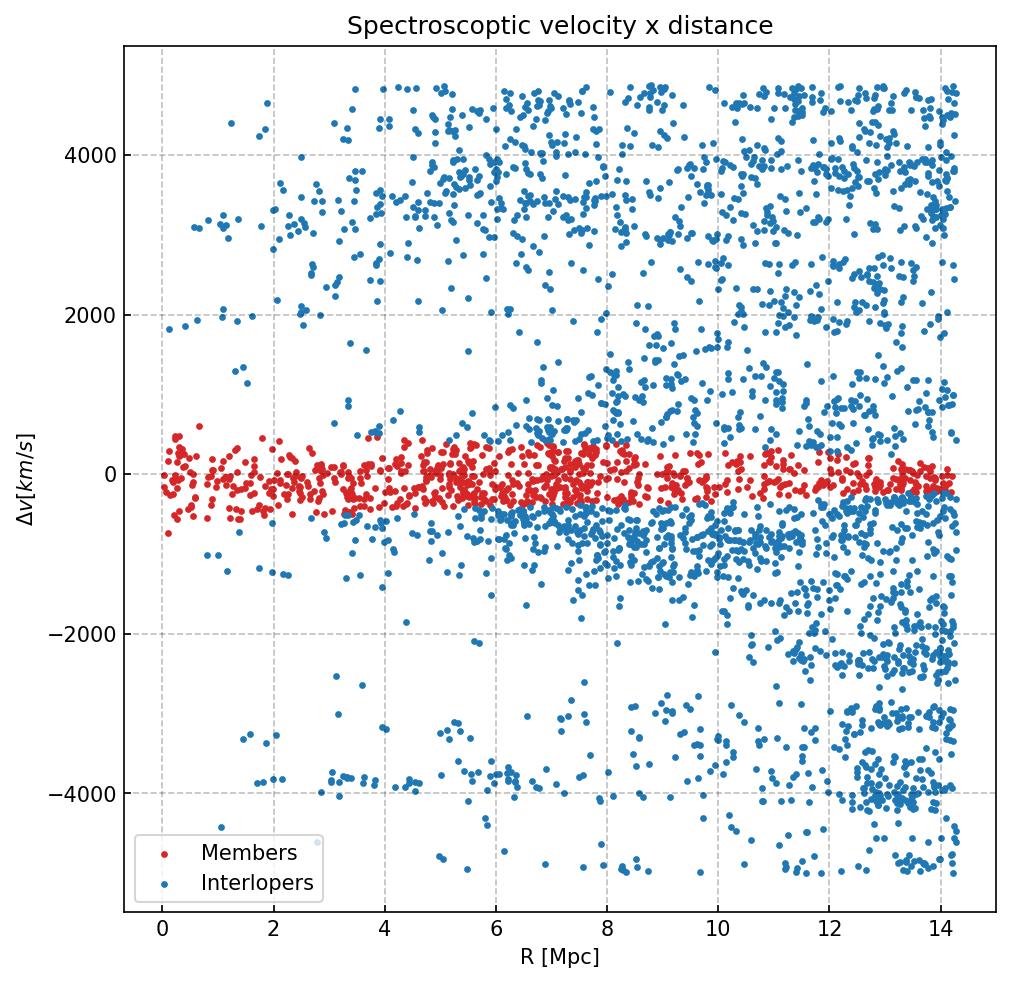 Spectroscoptic velocity x distance
Δv[km/s]
4000
2000
0
−2000
−4000
Members
Interlopers
0 2 4 6 8 10 12 14
R [Mpc]